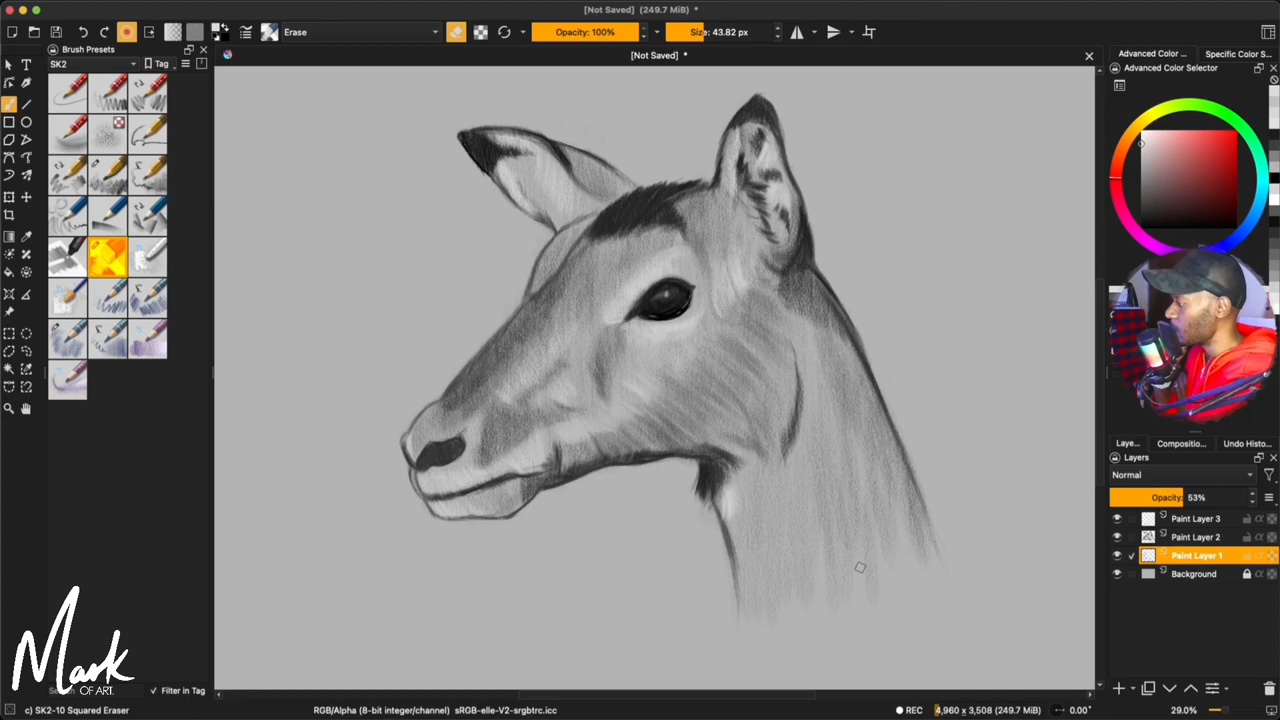 [Not Saved] (249.7 MiB) *
Erase
Opacity: 100%
Size: 43.82 px
Brush Presets
[Not Saved] *
Advanced Color ...
Specific Color S...
SK2
Tag
Advanced Color Selector
Laye...
Compositio...
Undo Histo...
Layers
Normal
Opacity: 53%
Paint Layer 3
Paint Layer 2
Paint Layer 1
Background
Mark
OF ART.
Filter in Tag
c) SK2-10 Squared Eraser
RGB/Alpha (8-bit integer/channel) sRGB-elle-V2-srgbtrc.icc
REC
4,960 x 3,508 (249.7 MiB)
0.00°
29.0%